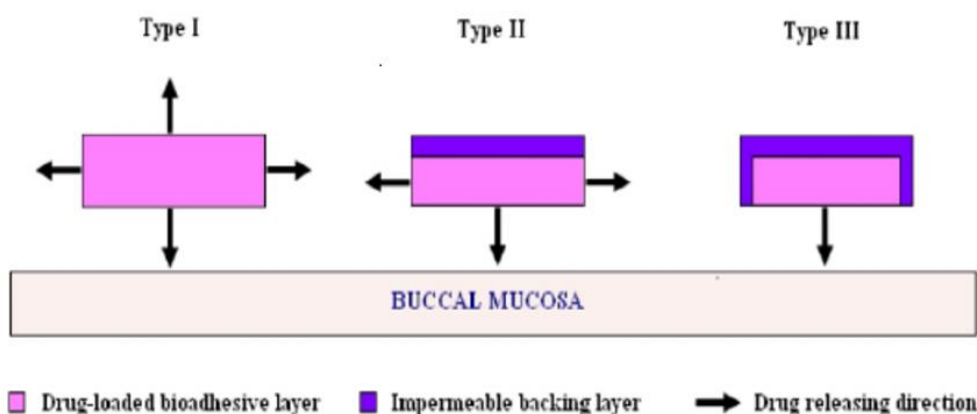 Type I
Type II
Type III
BUCCAL MUCOSA
Drug-loaded bioadhesive layer
Impermeable backing layer
Drug releasing direction